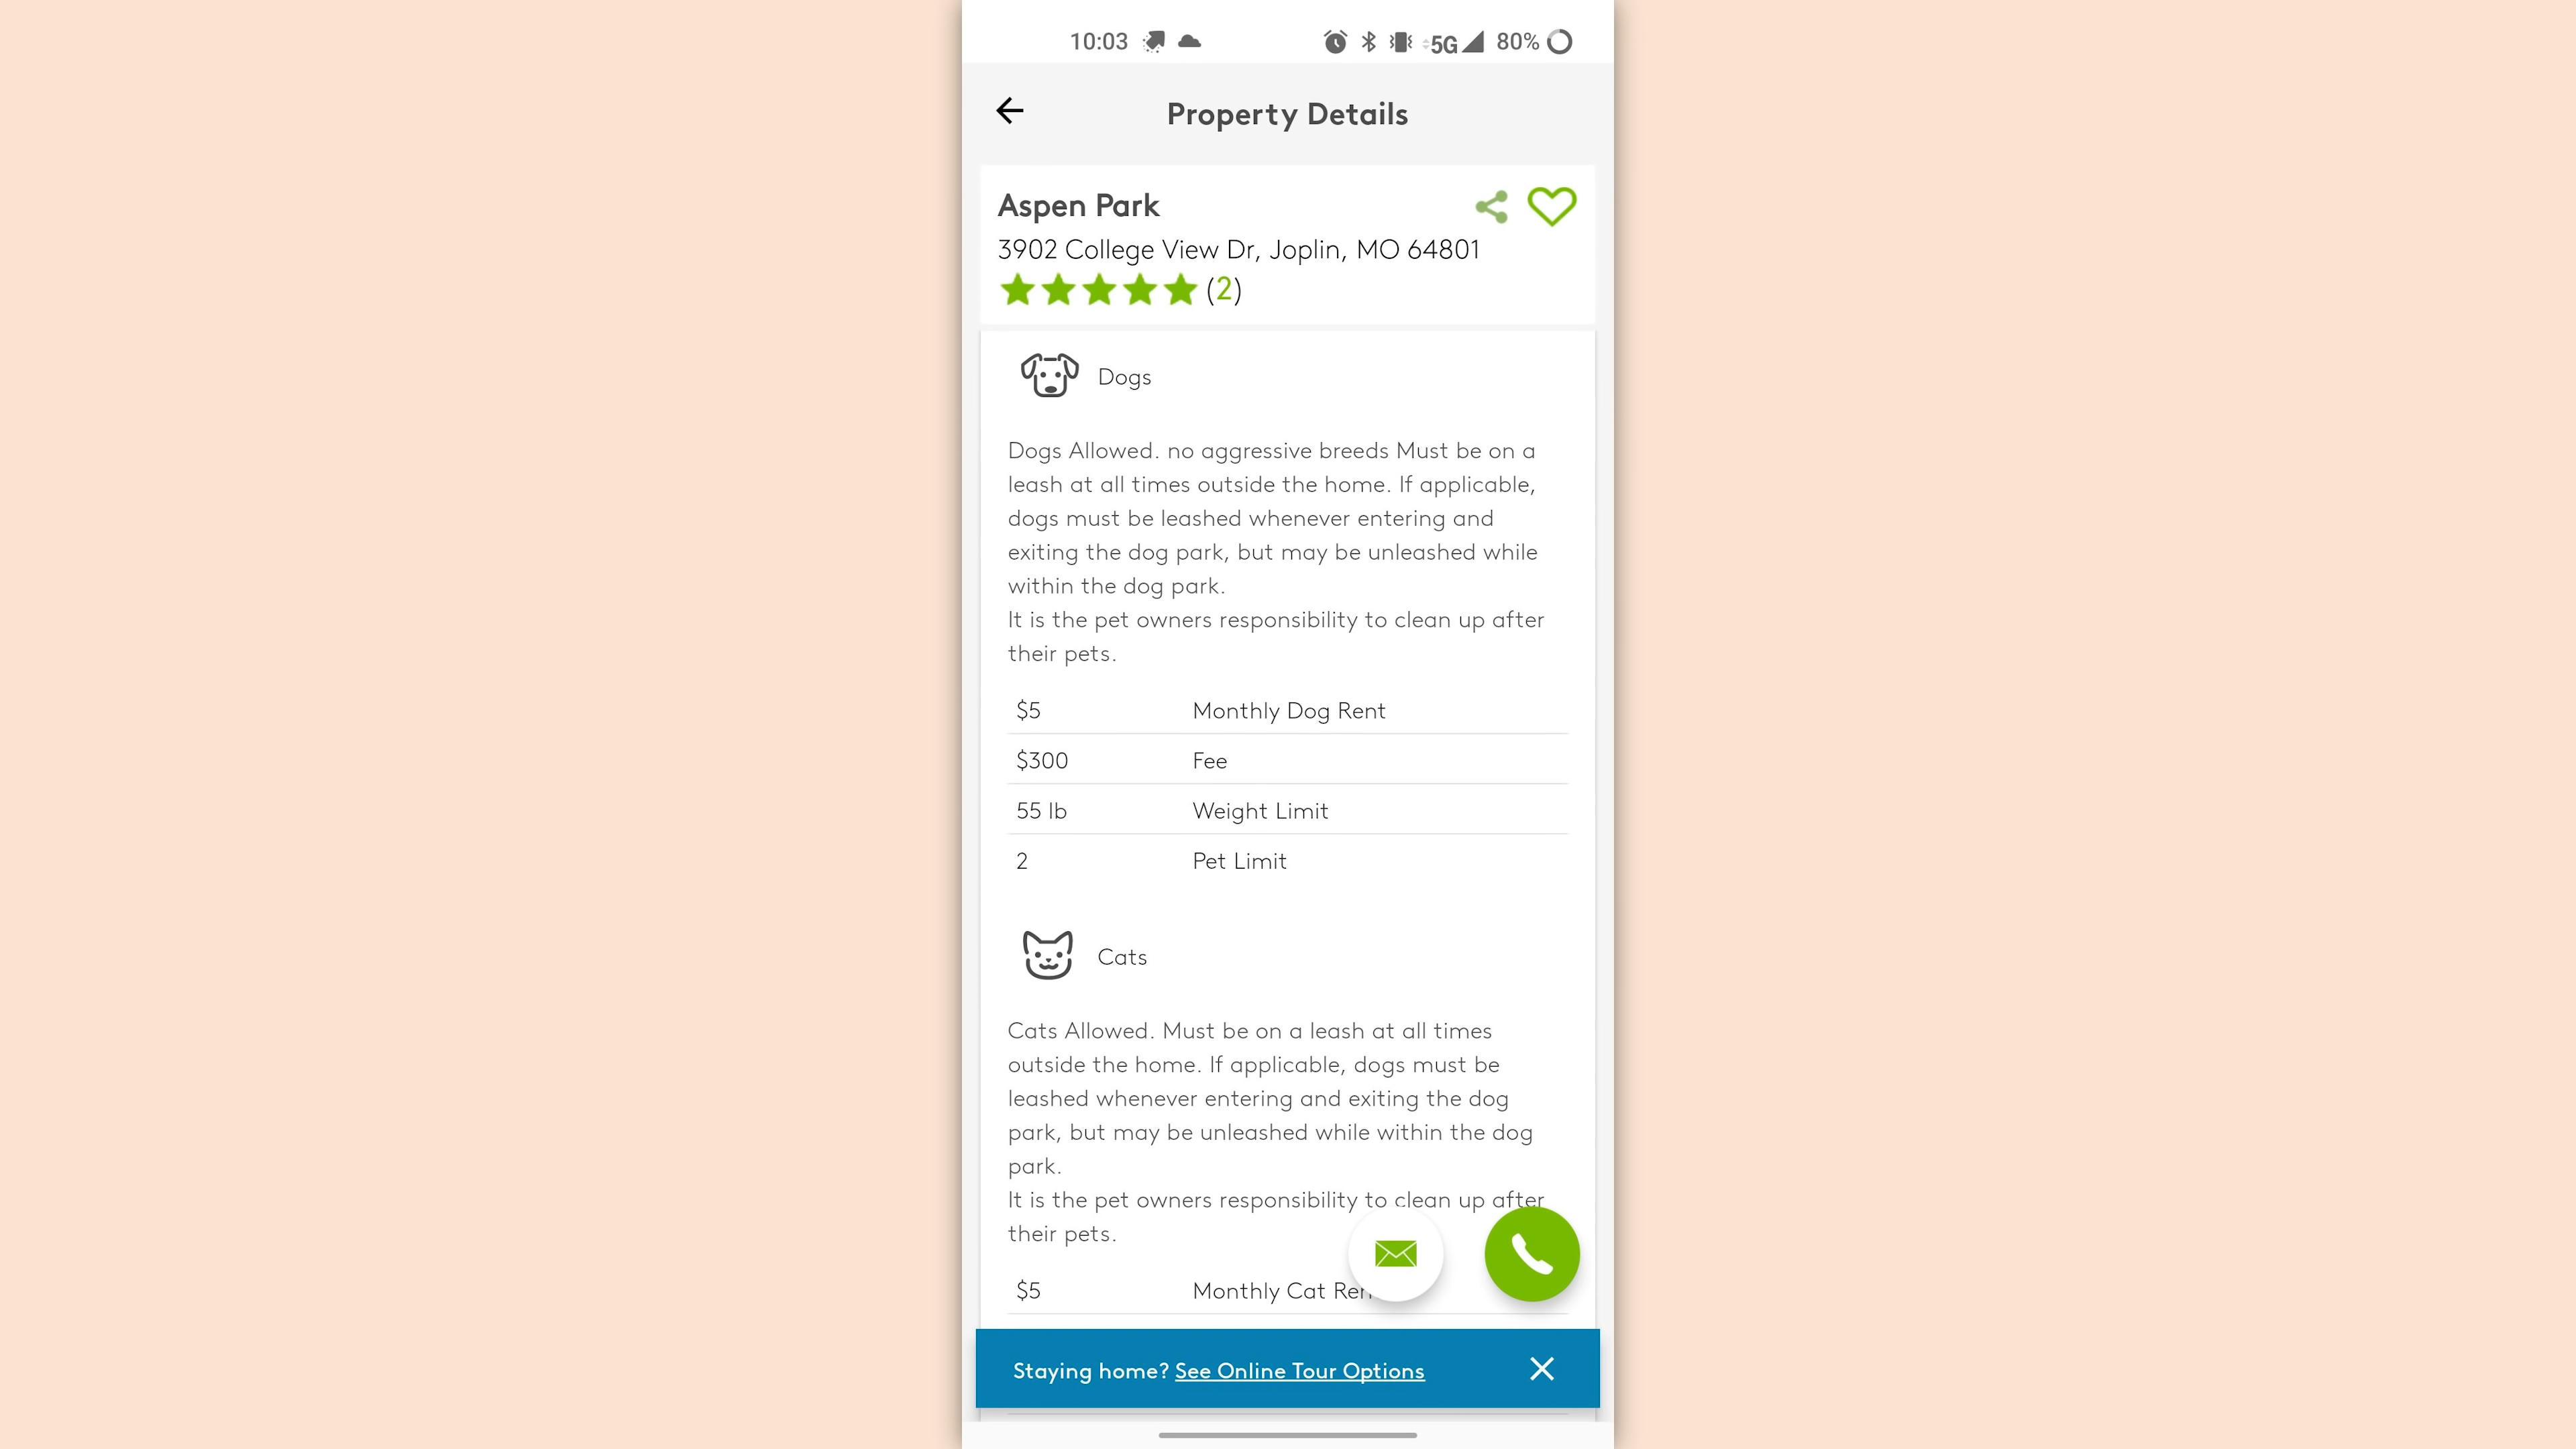 10:03 5G 80%
Property Details
Aspen Park
3902 College View Dr, Joplin, MO 64801
(2)
Dogs
Dogs Allowed. no aggressive breeds Must be on a
leash at all times outside the home. If applicable,
dogs must be leashed whenever entering and
exiting the dog park, but may be unleashed while
within the dog park.
It is the pet owners responsibility to clean up after
their pets.
$5 Monthly Dog Rent
$300 Fee
55 lb Weight Limit
2 Pet Limit
Cats
Cats Allowed. Must be on a leash at all times
outside the home. If applicable, dogs must be
leashed whenever entering and exiting the dog
park, but may be unleashed while within the dog
park.
It is the pet owners responsibility to clean up after
their pets.
$5 Monthly Cat
Staying home? See Online Tour Options